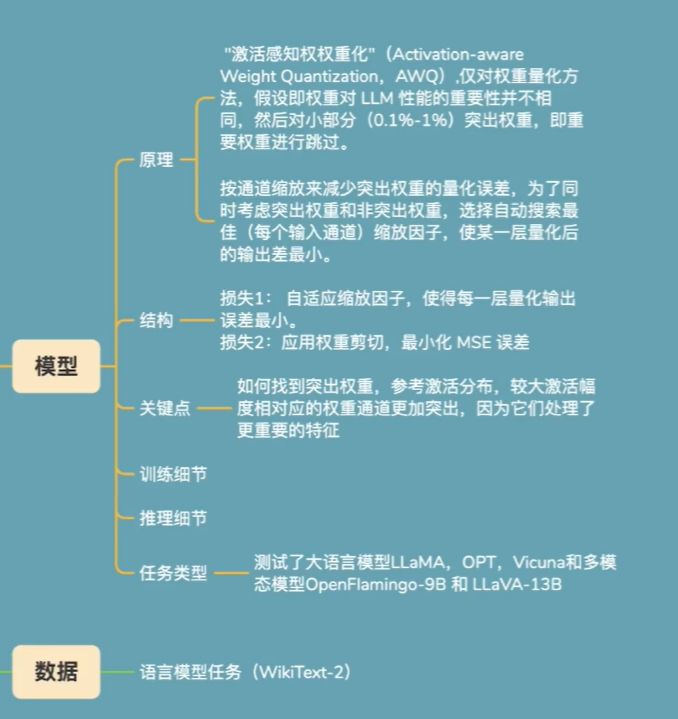 模型
原理
"激活感知权权重化"（Activation-aware
Weight Quantization，AWQ）,仅对权重量化方
法，假设即权重对 LLM 性能的重要性并不相
同，然后对小部分（0.1%-1%）突出权重，即重
要权重进行跳过。
按通道缩放来减少突出权重的量化误差，为了同
时考虑突出权重和非突出权重，选择自动搜索最
佳（每个输入通道）缩放因子，使某一层量化后
的输出差最小。
结构
损失1： 自适应缩放因子，使得每一层量化输出
误差最小。
损失2：应用权重剪切，最小化 MSE 误差
关键点
如何找到突出权重，参考激活分布，较大激活幅
度相对应的权重通道更加突出，因为它们处理了
更重要的特征
训练细节
推理细节
任务类型
测试了大语言模型LLaMA，OPT，Vicuna和多模
态模型OpenFlamingo-9B 和 LLaVA-13B
数据
语言模型任务（WikiText-2）